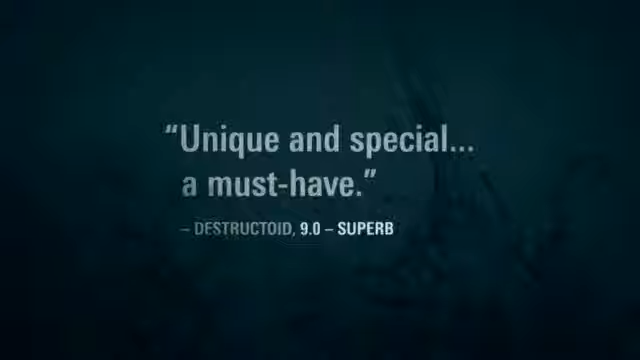 “Unique and special...
a must-have.”
– DESTRUCTOID, 9.0 – SUPERB